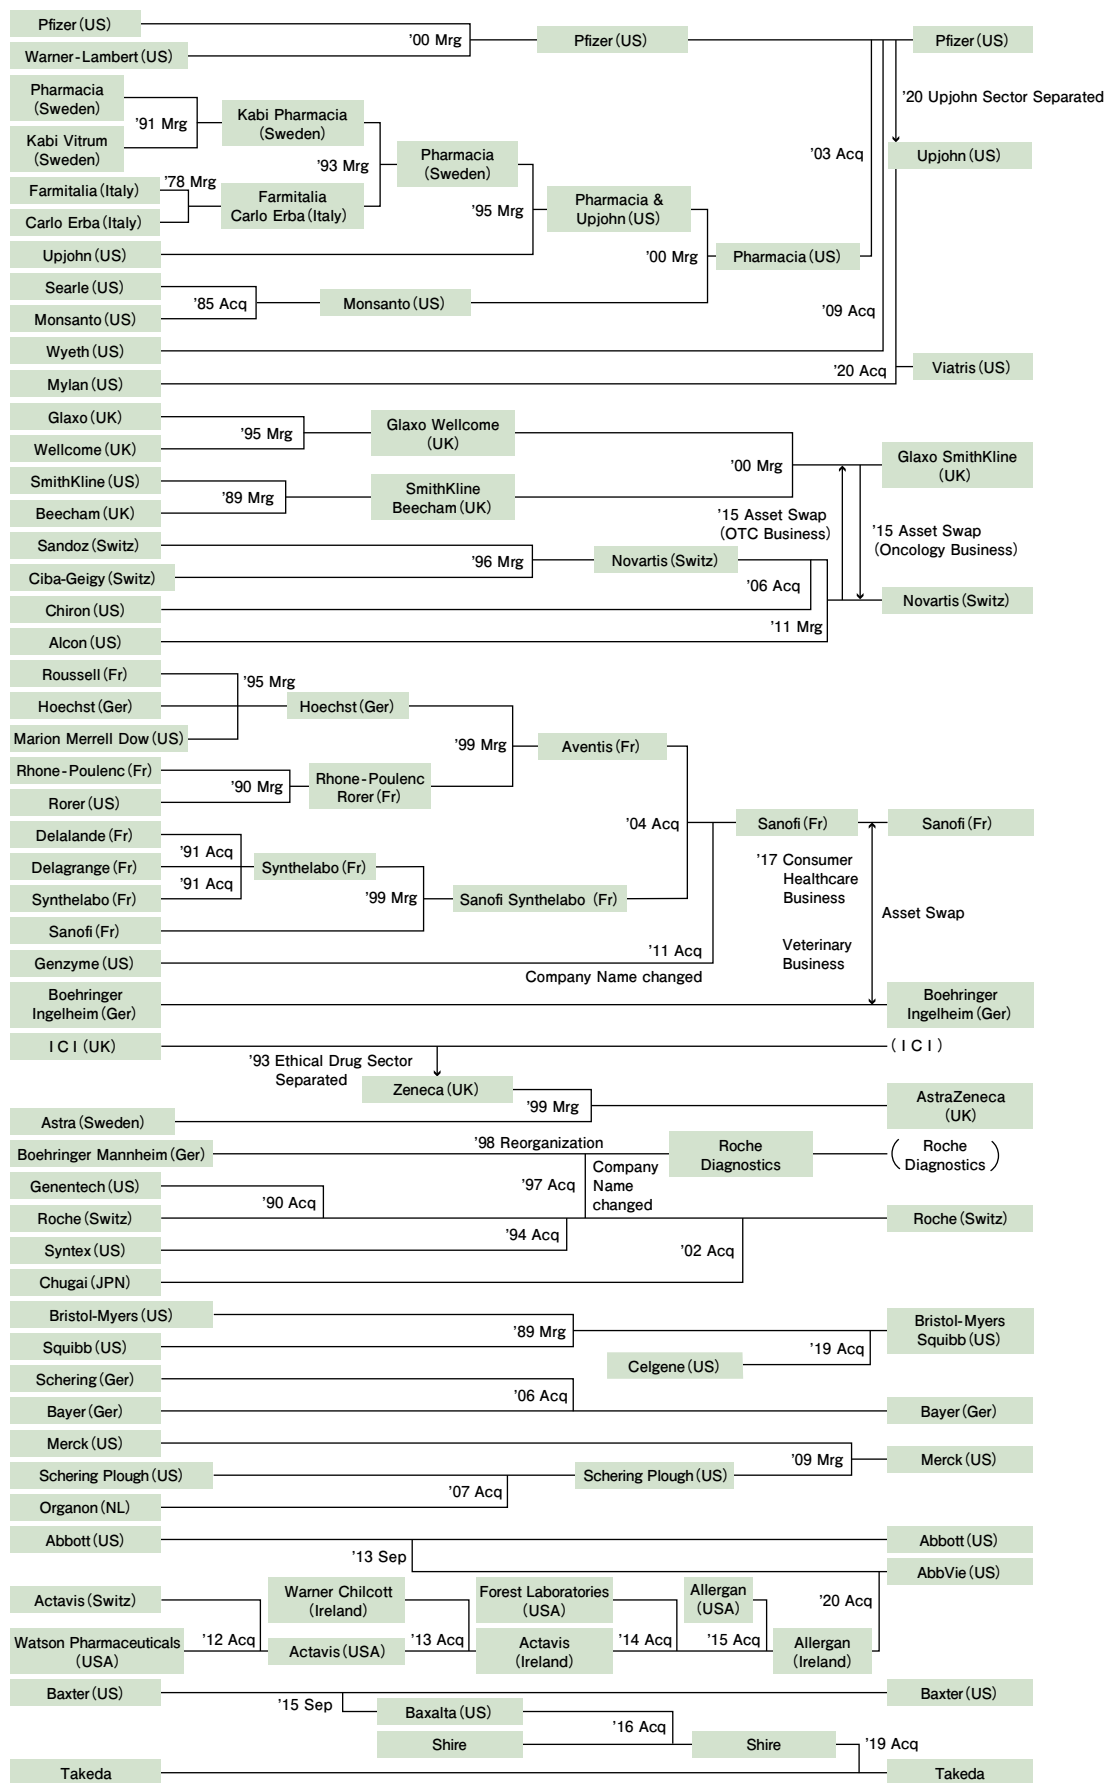 Pfizer (US)
'00 Mrg
Pfizer (US)
Pfizer (US)
Warner-Lambert (US)
Pharmacia
(Sweden)
'91 Mrg
Kabi Pharmacia
(Sweden)
'20 Upjohn Sector Separated
Kabi Vitrum
(Sweden)
'93 Mrg
Pharmacia
(Sweden)
'03 Acq
Upjohn (US)
Farmitalia (Italy)
'78 Mrg
Farmitalia
Carlo Erba (Italy)
Carlo Erba (Italy)
'95 Mrg
Pharmacia &
Upjohn (US)
Upjohn (US)
'00 Mrg
Pharmacia (US)
Searle (US)
'85 Acq
Monsanto (US)
Monsanto (US)
'09 Acq
Wyeth (US)
'20 Acq
Viatris (US)
Mylan (US)
Glaxo (UK)
'95 Mrg
Glaxo Wellcome
(UK)
Wellcome (UK)
'00 Mrg
Glaxo SmithKline
(UK)
SmithKline (US)
'89 Mrg
SmithKline
Beecham (UK)
Beecham (UK)
'15 Asset Swap
(OTC Business)
'15 Asset Swap
(Oncology Business)
Sandoz (Switz)
'96 Mrg
Novartis (Switz)
Ciba-Geigy (Switz)
'06 Acq
Novartis (Switz)
Chiron (US)
'11 Mrg
Alcon (US)
Roussell (Fr)
'95 Mrg
Hoechst (Ger)
Hoechst (Ger)
Marion Merrell Dow (US)
'99 Mrg
Aventis (Fr)
Rhone-Poulenc (Fr)
'90 Mrg
Rhone-Poulenc
Rorer (Fr)
Rorer (US)
'04 Acq
Sanofi (Fr)
Sanofi (Fr)
Delalande (Fr)
'91 Acq
Delagrange (Fr)
Synthelabo (Fr)
'91 Acq
Synthelabo (Fr)
'99 Mrg
Sanofi Synthelabo (Fr)
'17 Consumer
Healthcare
Business
Asset Swap
Sanofi (Fr)
Veterinary
Business
Genzyme (US)
'11 Acq
Company Name changed
Boehringer
Ingelheim (Ger)
Boehringer
Ingelheim (Ger)
I C I (UK)
( I C I )
'93 Ethical Drug Sector
Separated
Zeneca (UK)
'99 Mrg
AstraZeneca
(UK)
Astra (Sweden)
Boehringer Mannheim (Ger)
'98 Reorganization
Roche
Diagnostics
( Roche
Diagnostics )
Company
Name
changed
'97 Acq
Genentech (US)
'90 Acq
Roche (Switz)
Roche (Switz)
'94 Acq
'02 Acq
Syntex (US)
Chugai (JPN)
Bristol-Myers (US)
'89 Mrg
Bristol-Myers
Squibb (US)
Squibb (US)
'19 Acq
Celgene (US)
Schering (Ger)
'06 Acq
Bayer (Ger)
Bayer (Ger)
Merck (US)
'09 Mrg
Merck (US)
Schering Plough (US)
Schering Plough (US)
'07 Acq
Organon (NL)
Abbott (US)
Abbott (US)
'13 Sep
AbbVie (US)
Actavis (Switz)
Warner Chilcott
(Ireland)
Forest Laboratories
(USA)
Allergan
(USA)
'20 Acq
Watson Pharmaceuticals
(USA)
'12 Acq
Actavis (USA)
'13 Acq
Actavis
(Ireland)
'14 Acq
'15 Acq
Allergan
(Ireland)
Baxter (US)
Baxter (US)
'15 Sep
Baxalta (US)
'16 Acq
Shire
Shire
'19 Acq
Takeda
Takeda